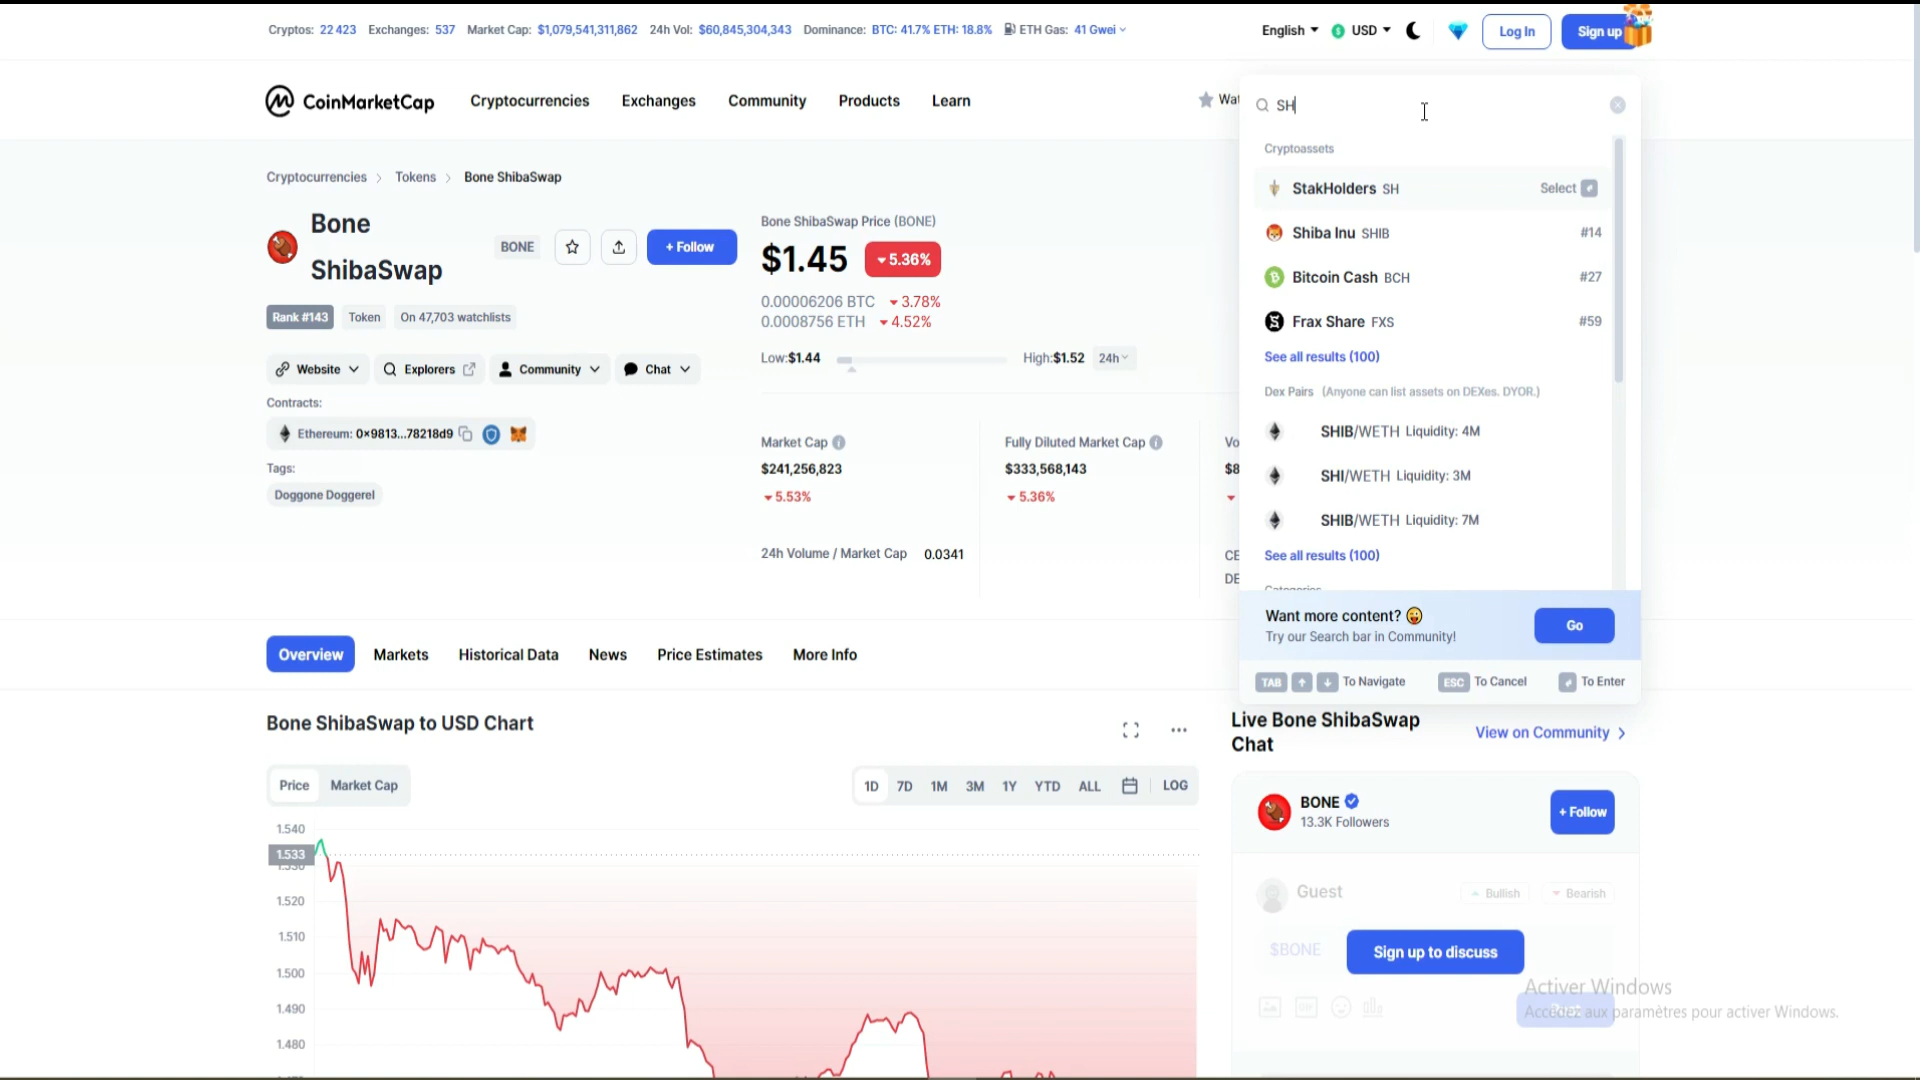 Cryptos: 22 423 Exchanges: 537 Market Cap: $1,079,541,311,862 24h Vol: $60,845,304,343 Dominance: BTC: 41.7% ETH: 18.8% ETH Gas: 41 Gwei
English USD Log In Sign up
CoinMarketCap Cryptocurrencies Exchanges Community Products Learn
SH
Cryptoassets
StakHolders SH Select
Shiba Inu SHIB #14
Bitcoin Cash BCH #27
Frax Share FXS #59
See all results (100)
Dex Pairs (Anyone can list assets on DEXes. DYOR.)
SHIB/WETH Liquidity: 4M
SHI/WETH Liquidity: 3M
SHIB/WETH Liquidity: 7M
See all results (100)
Want more content?
Try our Search bar in Community!
Go
TAB To Navigate ESC To Cancel To Enter
Cryptocurrencies > Tokens > Bone ShibaSwap
Bone
ShibaSwap
BONE + Follow
Rank #143 Token On 47,703 watchlists
Website Explorers Community Chat
Contracts:
Ethereum: 0x9813...78218d9
Tags:
Doggone Doggerel
Bone ShibaSwap Price (BONE)
$1.45 5.36%
0.00006206 BTC 3.78%
0.0008756 ETH 4.52%
Low:$1.44 High:$1.52 24h
Market Cap
$241,256,823
5.53%
24h Volume / Market Cap 0.0341
Fully Diluted Market Cap
$333,568,143
5.36%
Overview Markets Historical Data News Price Estimates More Info
Bone ShibaSwap to USD Chart
Price Market Cap
1D 7D 1M 3M 1Y YTD ALL LOG
1.540
1.533
1.520
1.510
1.500
1.490
1.480
Live Bone ShibaSwap
Chat
View on Community
BONE
13.3K Followers
+ Follow
Guest Bullish Bearish
$BONE Sign up to discuss
Activer Windows
aux paramètres pour activer Windows.